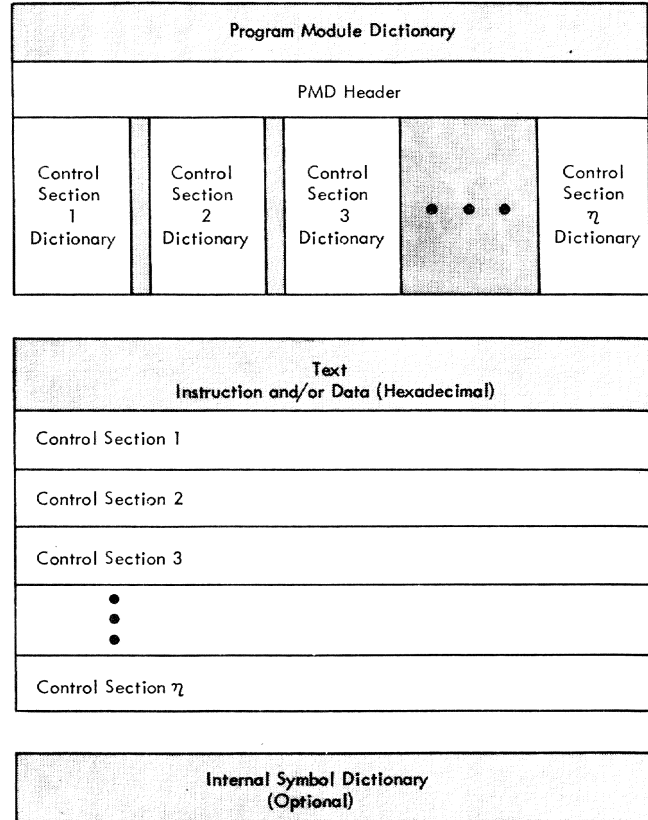 Program Module Dictionary
PMD Header
Control
Section
1
Dictionary
Control
Section
2
Dictionary
Control
Section
3
Dictionary
Control
Section
η
Dictionary
Text
Instruction and/or Data (Hexadecimal)
Control Section 1
Control Section 2
Control Section 3
Control Section η
Internal Symbol Dictionary
(Optional)